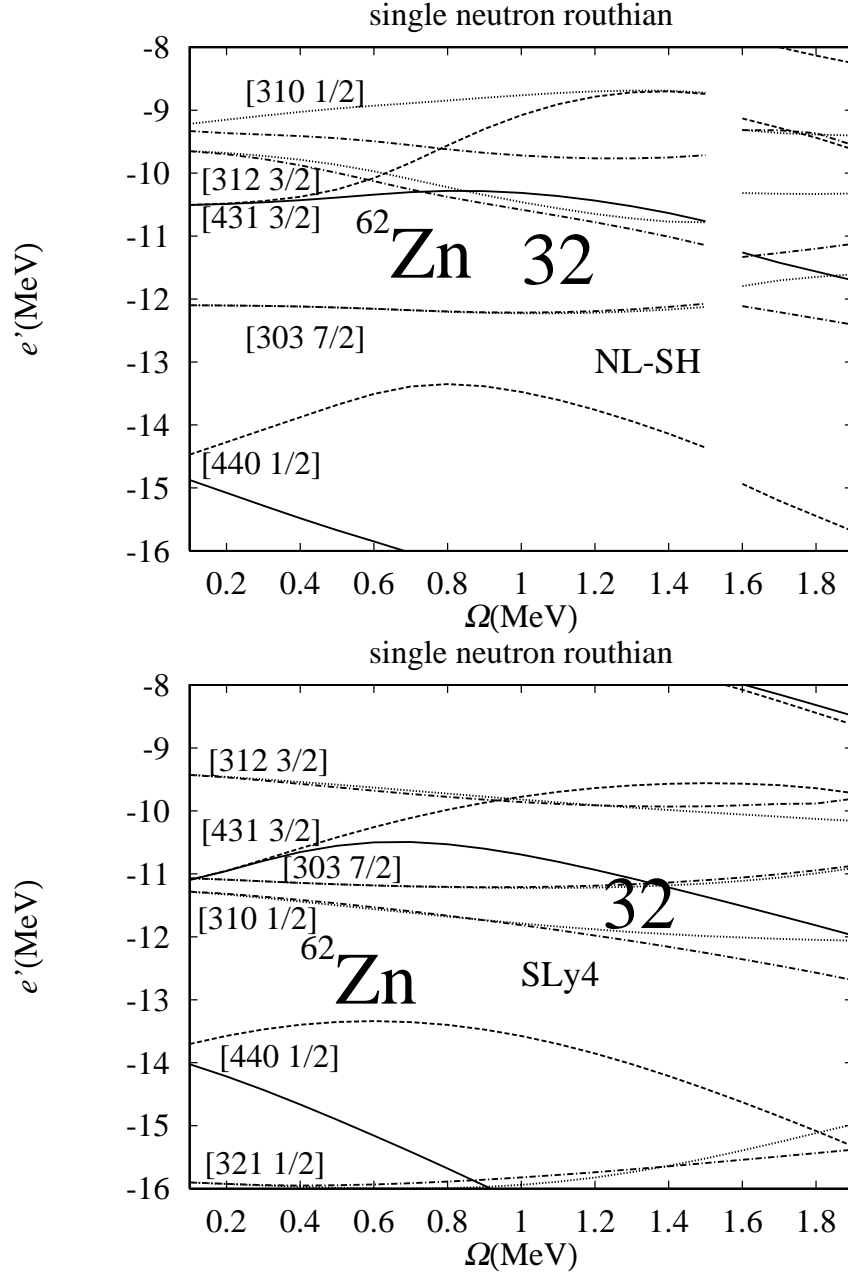 single neutron routhian
-8
[310 1/2]
-9
-10
[312 3/2]
[431 3/2]
-11
62Zn 32
e'(MeV)
-12
[303 7/2]
-13
NL-SH
-14
[440 1/2]
-15
-16
0.2 0.4 0.6 0.8 1 1.2 1.4 1.6 1.8
Ω(MeV)
single neutron routhian
-8
-9
[312 3/2]
-10
[431 3/2]
[303 7/2]
-11
32
[310 1/2]
e'(MeV)
-12
62Zn
SLy4
-13
-14
[440 1/2]
-15
[321 1/2]
-16
0.2 0.4 0.6 0.8 1 1.2 1.4 1.6 1.8
Ω(MeV)